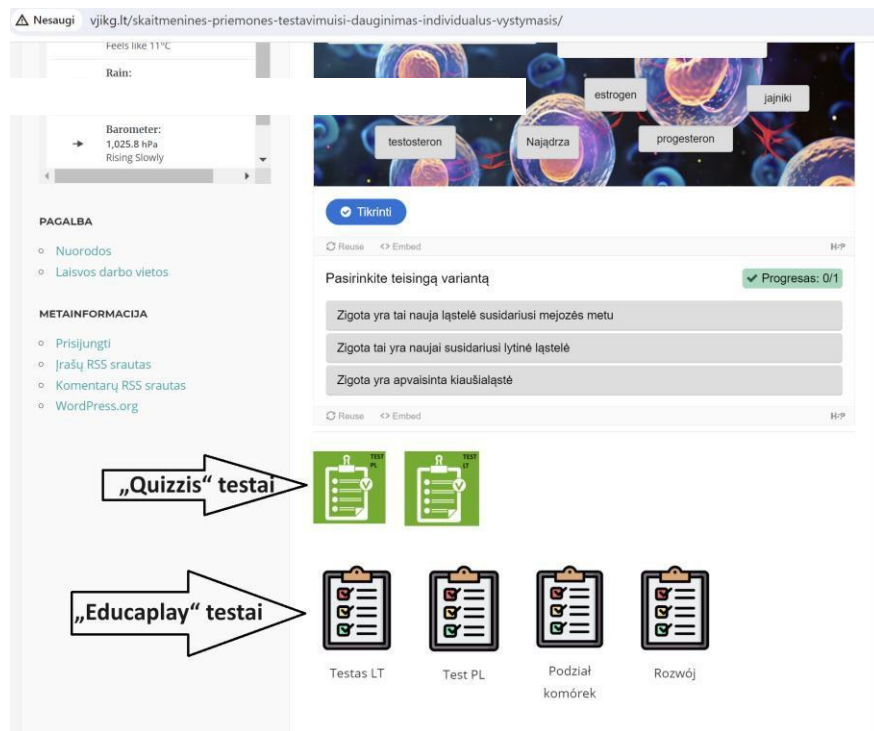 Nesaugi vjikg.lt/skaitmenines-priemones-testavimuisi-dauginimas-individualus-vystymasis/
Feels like 11°C
Rain:
Barometer:
1,025.8 hPa
Rising Slowly
PAGALBA
Nuorodos
Laisvos darbo vietos
METAINFORMACIJA
Prisijungti
Įrašų RSS srautas
Komentarų RSS srautas
WordPress.org
estrogen
jajniki
testosteron
Najądrza
progesteron
Tikrinti
Reuse <> Embed
H5P
Pasirinkite teisingą variantą
Progresas: 0/1
Zigota yra tai nauja ląstelė susidariusi mejozės metu
Zigota tai yra naujai susidariusi lytinė ląstelė
Zigota yra apvaisinta kiaušialąstė
Reuse <> Embed
H5P
„Quizzis“ testai
TEST
PL
TEST
LT
„Educaplay“ testai
Testas LT
Test PL
Podział
komórek
Rozwój